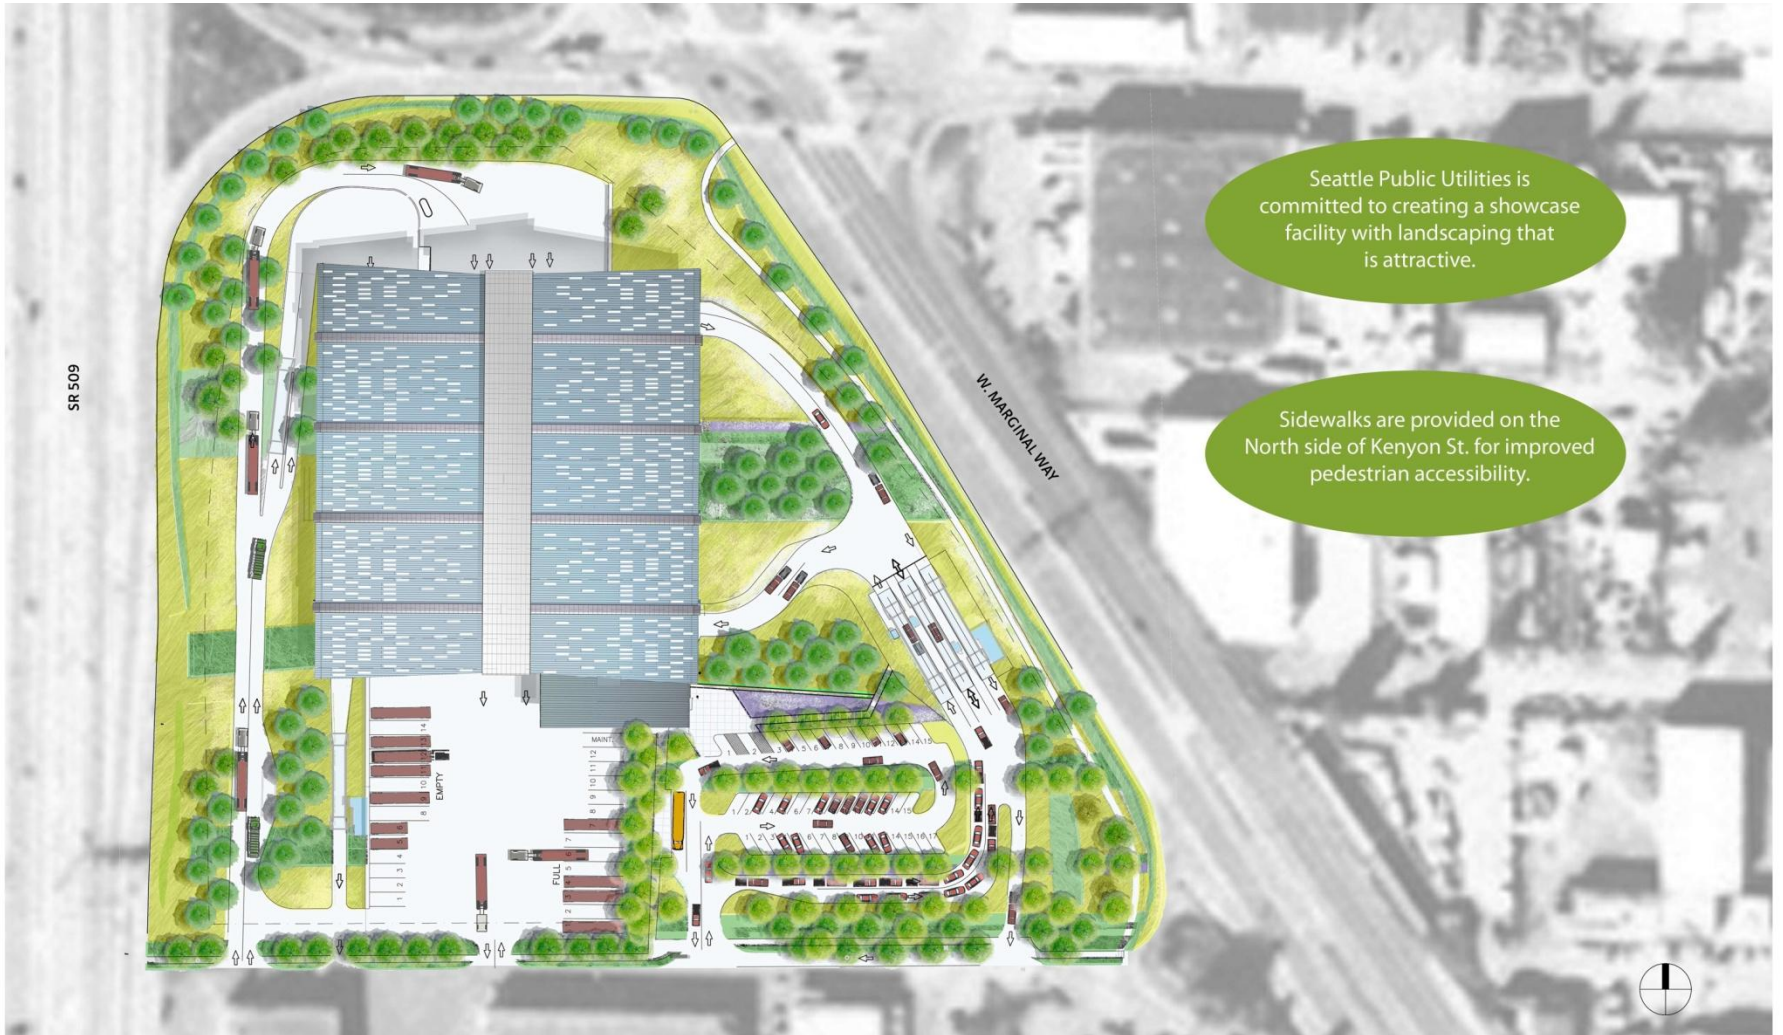 Seattle Public Utilities is
committed to creating a showcase
facility with landscaping that
is attractive.
Sidewalks are provided on the
North side of Kenyon St. for improved
pedestrian accessibility.
SR 509
W. MARGINAL WAY
EMPTY
FULL
MAINT.